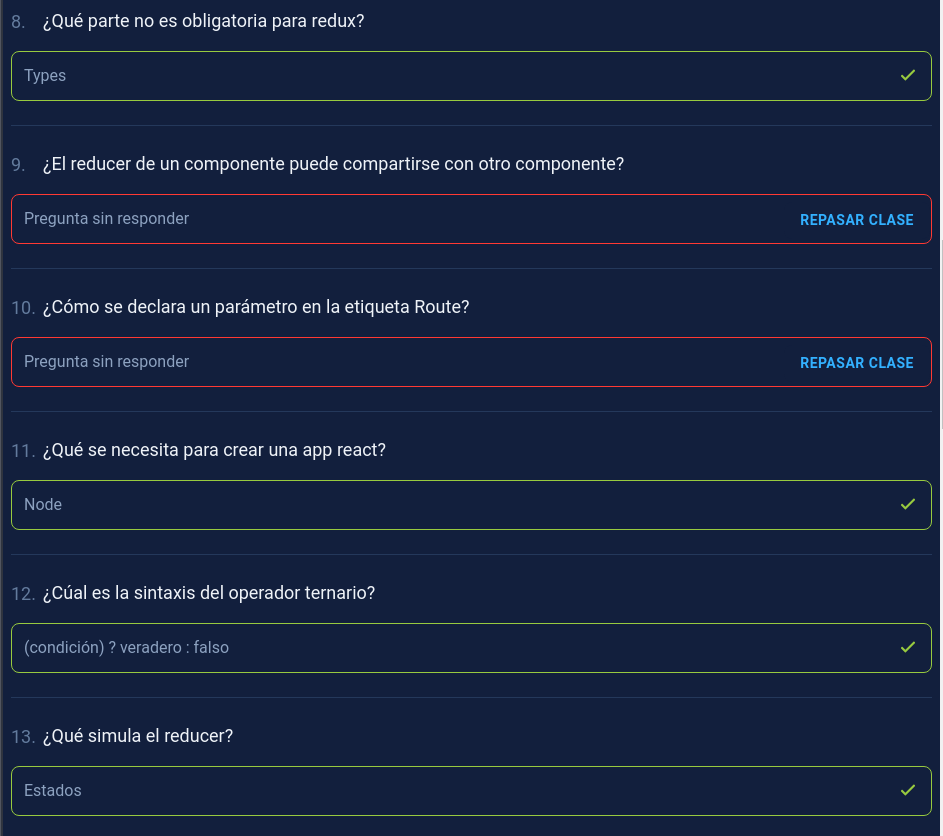 8. ¿Qué parte no es obligatoria para redux?
Types
9. ¿El reducer de un componente puede compartirse con otro componente?
Pregunta sin responder REPASAR CLASE
10. ¿Cómo se declara un parámetro en la etiqueta Route?
Pregunta sin responder REPASAR CLASE
11. ¿Qué se necesita para crear una app react?
Node
12. ¿Cúal es la sintaxis del operador ternario?
(condición) ? veradero : falso
13. ¿Qué simula el reducer?
Estados